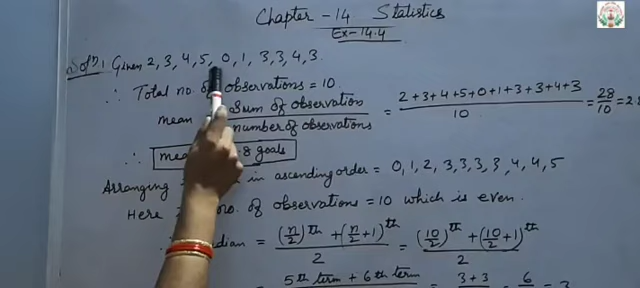 Chapter - 14 Statistics
Ex-14.4
Solⁿ.1 Given 2, 3, 4, 5, 0, 1, 3, 3, 4, 3.
∴ Total no. of observations = 10.
mean = Sum of observation / number of observations = 2+3+4+5+0+1+3+3+4+3 / 10 = 28/10 = 2.8
∴ 8 goals
Arranging in ascending order = 0, 1, 2, 3, 3, 3, 3, 4, 4, 5
Here no. of observations = 10 which is even.
∴ = (n/2)th + (n/2 + 1)th / 2 = (10/2)th + (10/2 + 1)th / 2
= 5th term + 6th term = 3+3 = 6 = 3